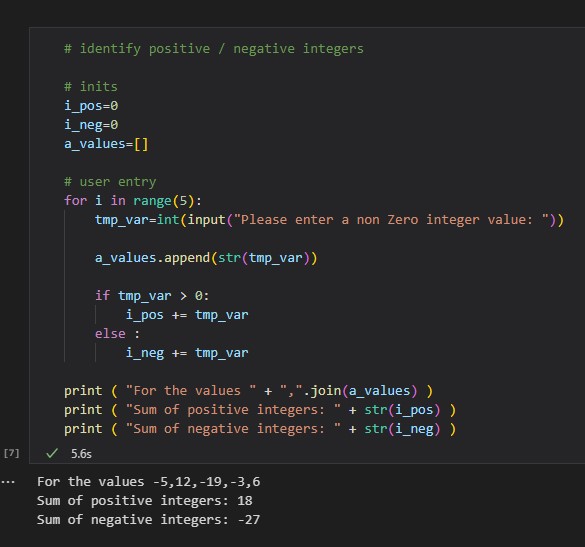 # identify positive / negative integers
# inits
i_pos=0
i_neg=0
a_values=[]
# user entry
for i in range(5):
    tmp_var=int(input("Please enter a non Zero integer value: "))
    a_values.append(str(tmp_var))
    if tmp_var > 0:
        i_pos += tmp_var
    else :
        i_neg += tmp_var
print ( "For the values " + ",".join(a_values) )
print ( "Sum of positive integers: " + str(i_pos) )
print ( "Sum of negative integers: " + str(i_neg) )
[7] ✓ 5.6s
... For the values -5,12,-19,-3,6
Sum of positive integers: 18
Sum of negative integers: -27